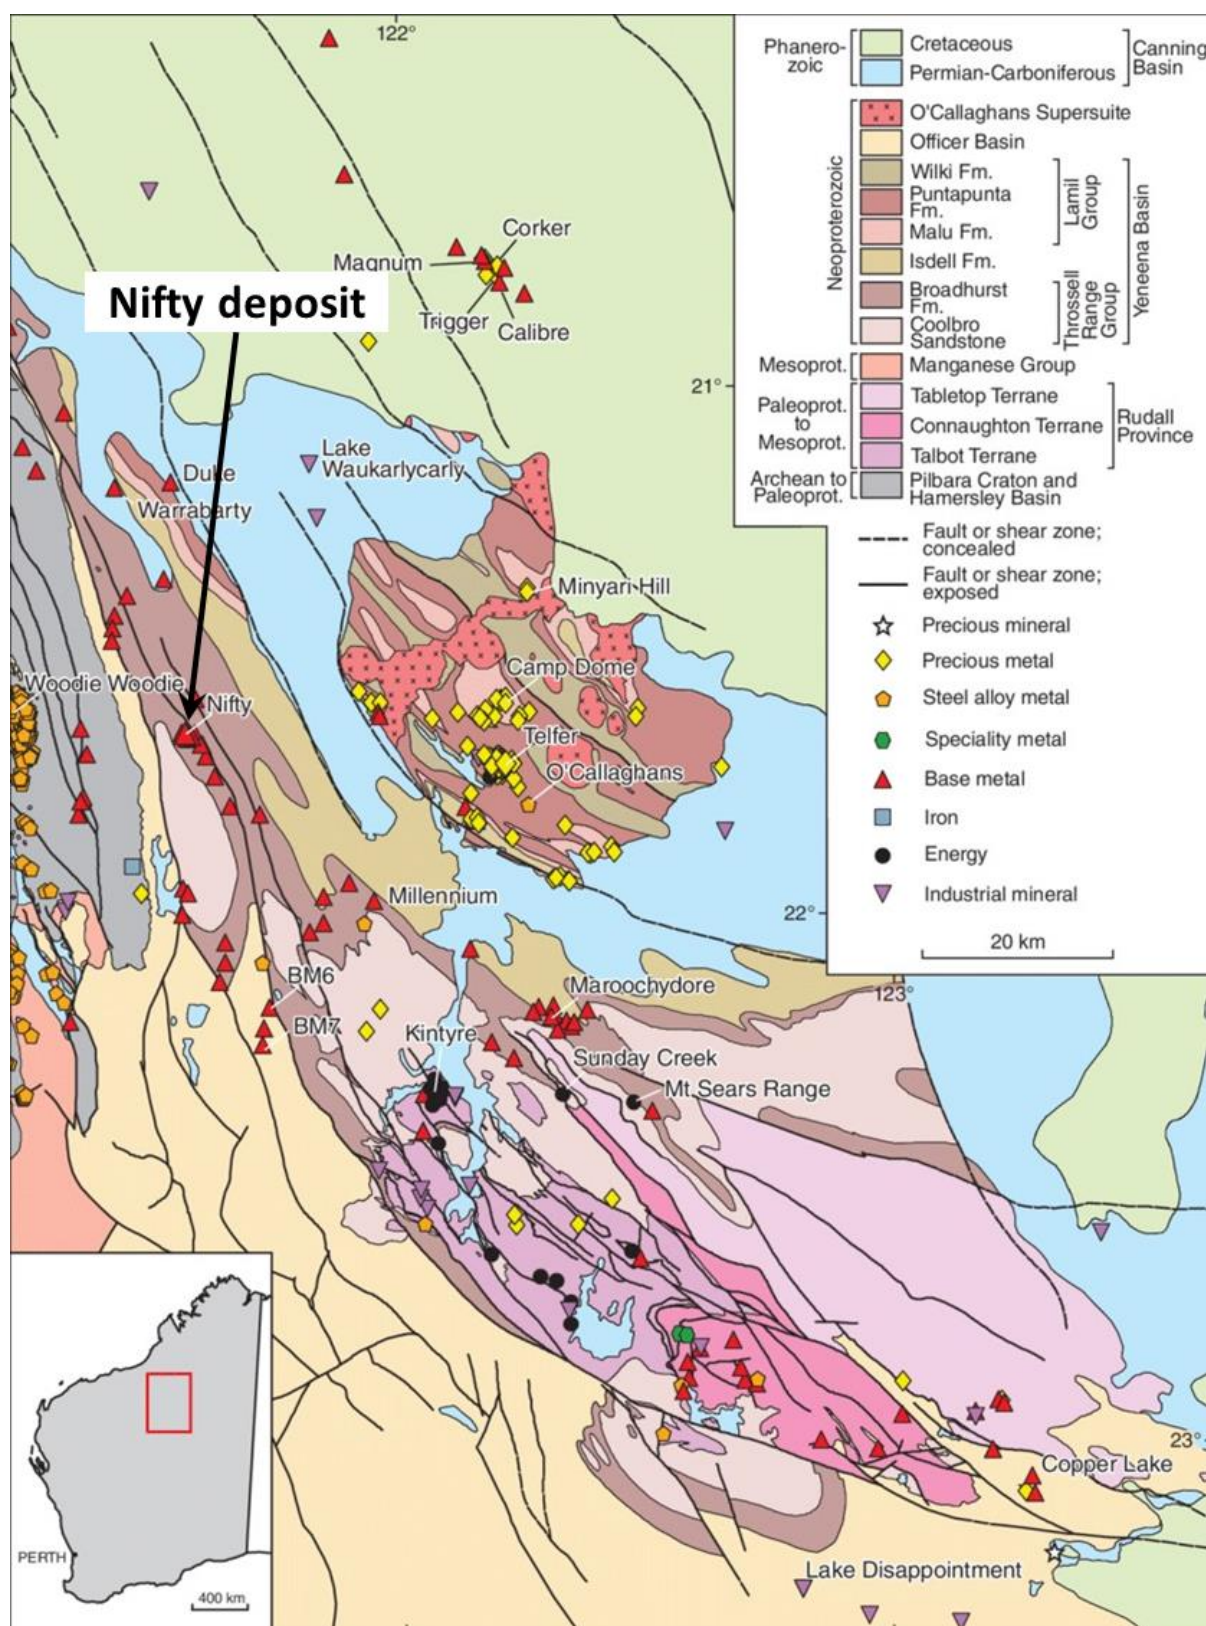 122°
Corker
Magnum
Nifty deposit
Trigger
Calibre
21°
Lake
Waukarlycarly
Duke
Warrabarty
Minyari Hill
Camp Dome
Woodie Woodie
Nifty
Telfer
O'Callaghans
Millennium
22°
BM6
Maroochydore
123°
BM7
Kintyre
Sunday Creek
Mt Sears Range
23°
Copper Lake
Lake Disappointment
PERTH
400 km
Phanero-
zoic
Cretaceous
Permian-Carboniferous
Canning
Basin
Neoproterozoic
O'Callaghans Supersuite
Officer Basin
Wilki Fm.
Puntapunta
Fm.
Malu Fm.
Lamil
Group
Isdell Fm.
Broadhurst
Fm.
Coolbro
Sandstone
Throssell
Range
Group
Yeneena Basin
Mesoprot.
Manganese Group
Paleoprot.
to
Mesoprot.
Tabletop Terrane
Connaughton Terrane
Talbot Terrane
Rudall
Province
Archean to
Paleoprot.
Pilbara Craton and
Hamersley Basin
Fault or shear zone;
concealed
Fault or shear zone;
exposed
Precious mineral
Precious metal
Steel alloy metal
Speciality metal
Base metal
Iron
Energy
Industrial mineral
20 km